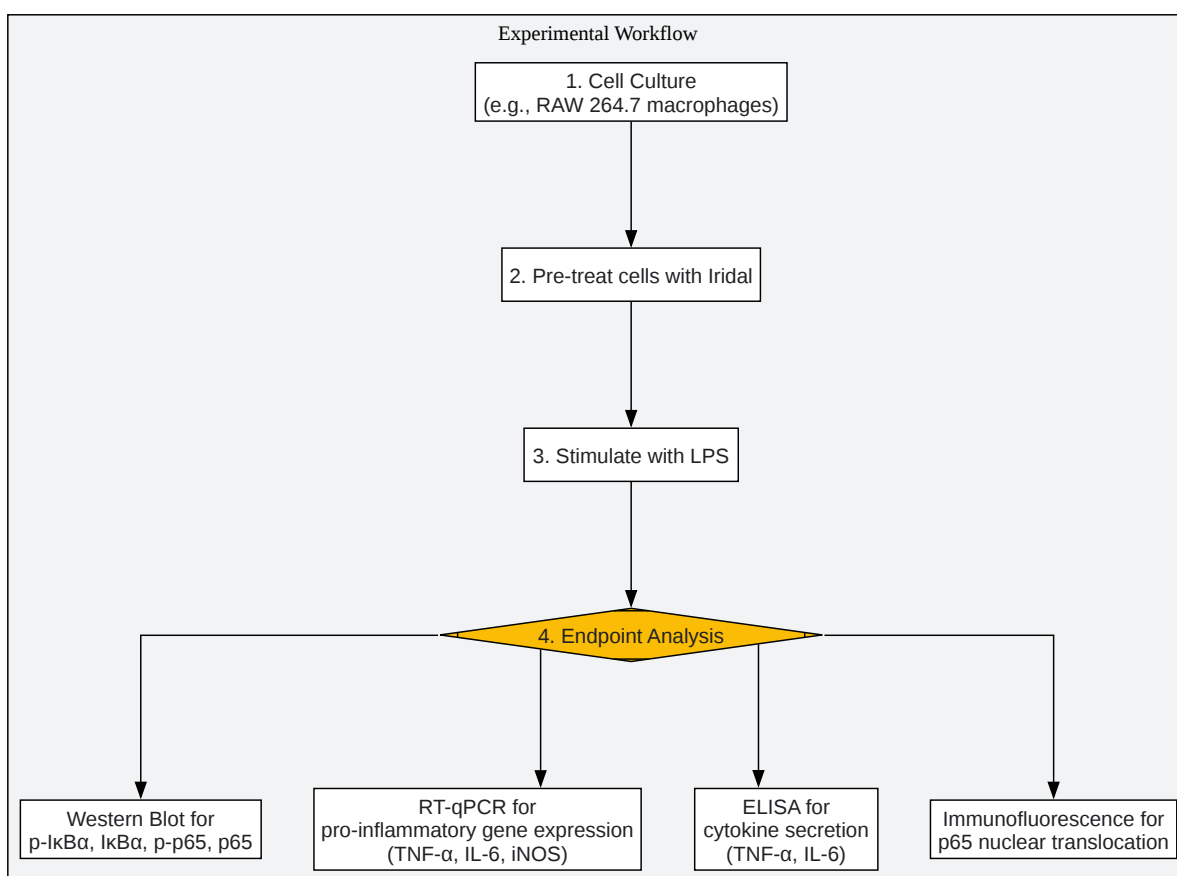 Experimental Workflow
1. Cell Culture
(e.g., RAW 264.7 macrophages)
2. Pre-treat cells with Iridal
3. Stimulate with LPS
4. Endpoint Analysis
Western Blot for
p-IκBα, IκBα, p-p65, p65
RT-qPCR for
pro-inflammatory gene expression
(TNF-α, IL-6, iNOS)
ELISA for
cytokine secretion
(TNF-α, IL-6)
Immunofluorescence for
p65 nuclear translocation